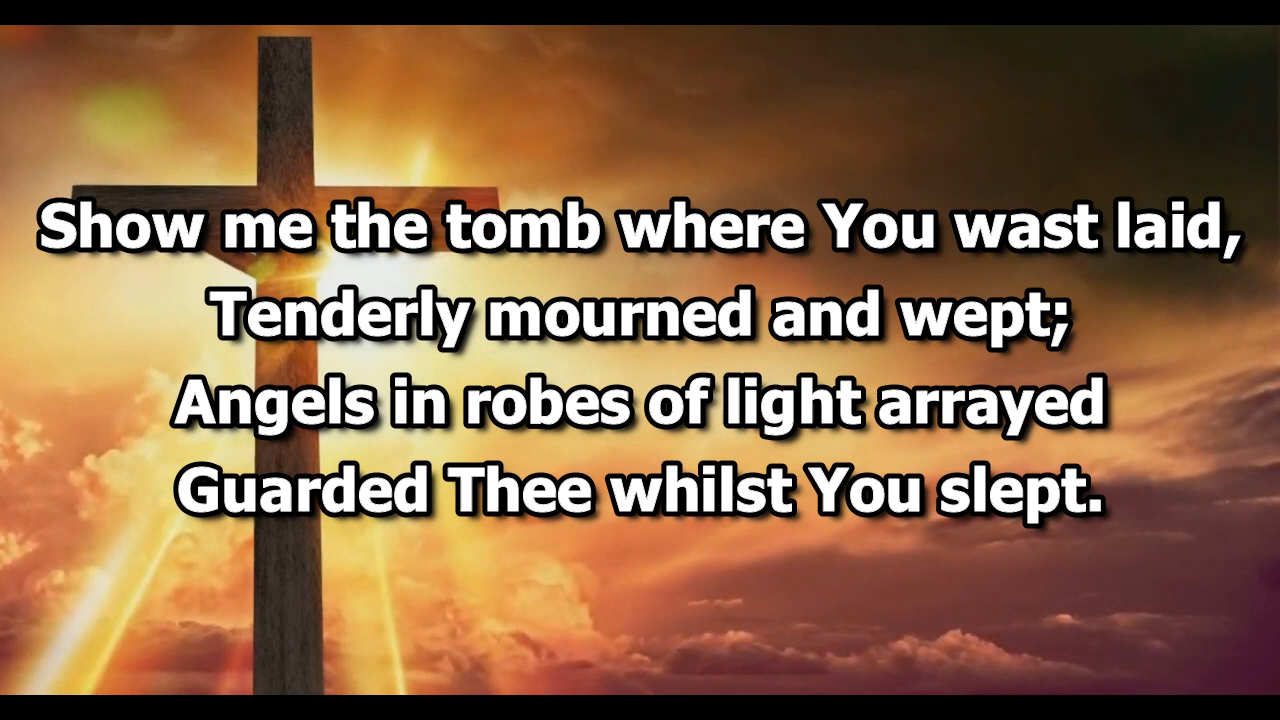 Show me the tomb where You wast laid,
Tenderly mourned and wept;
Angels in robes of light arrayed
Guarded Thee whilst You slept.